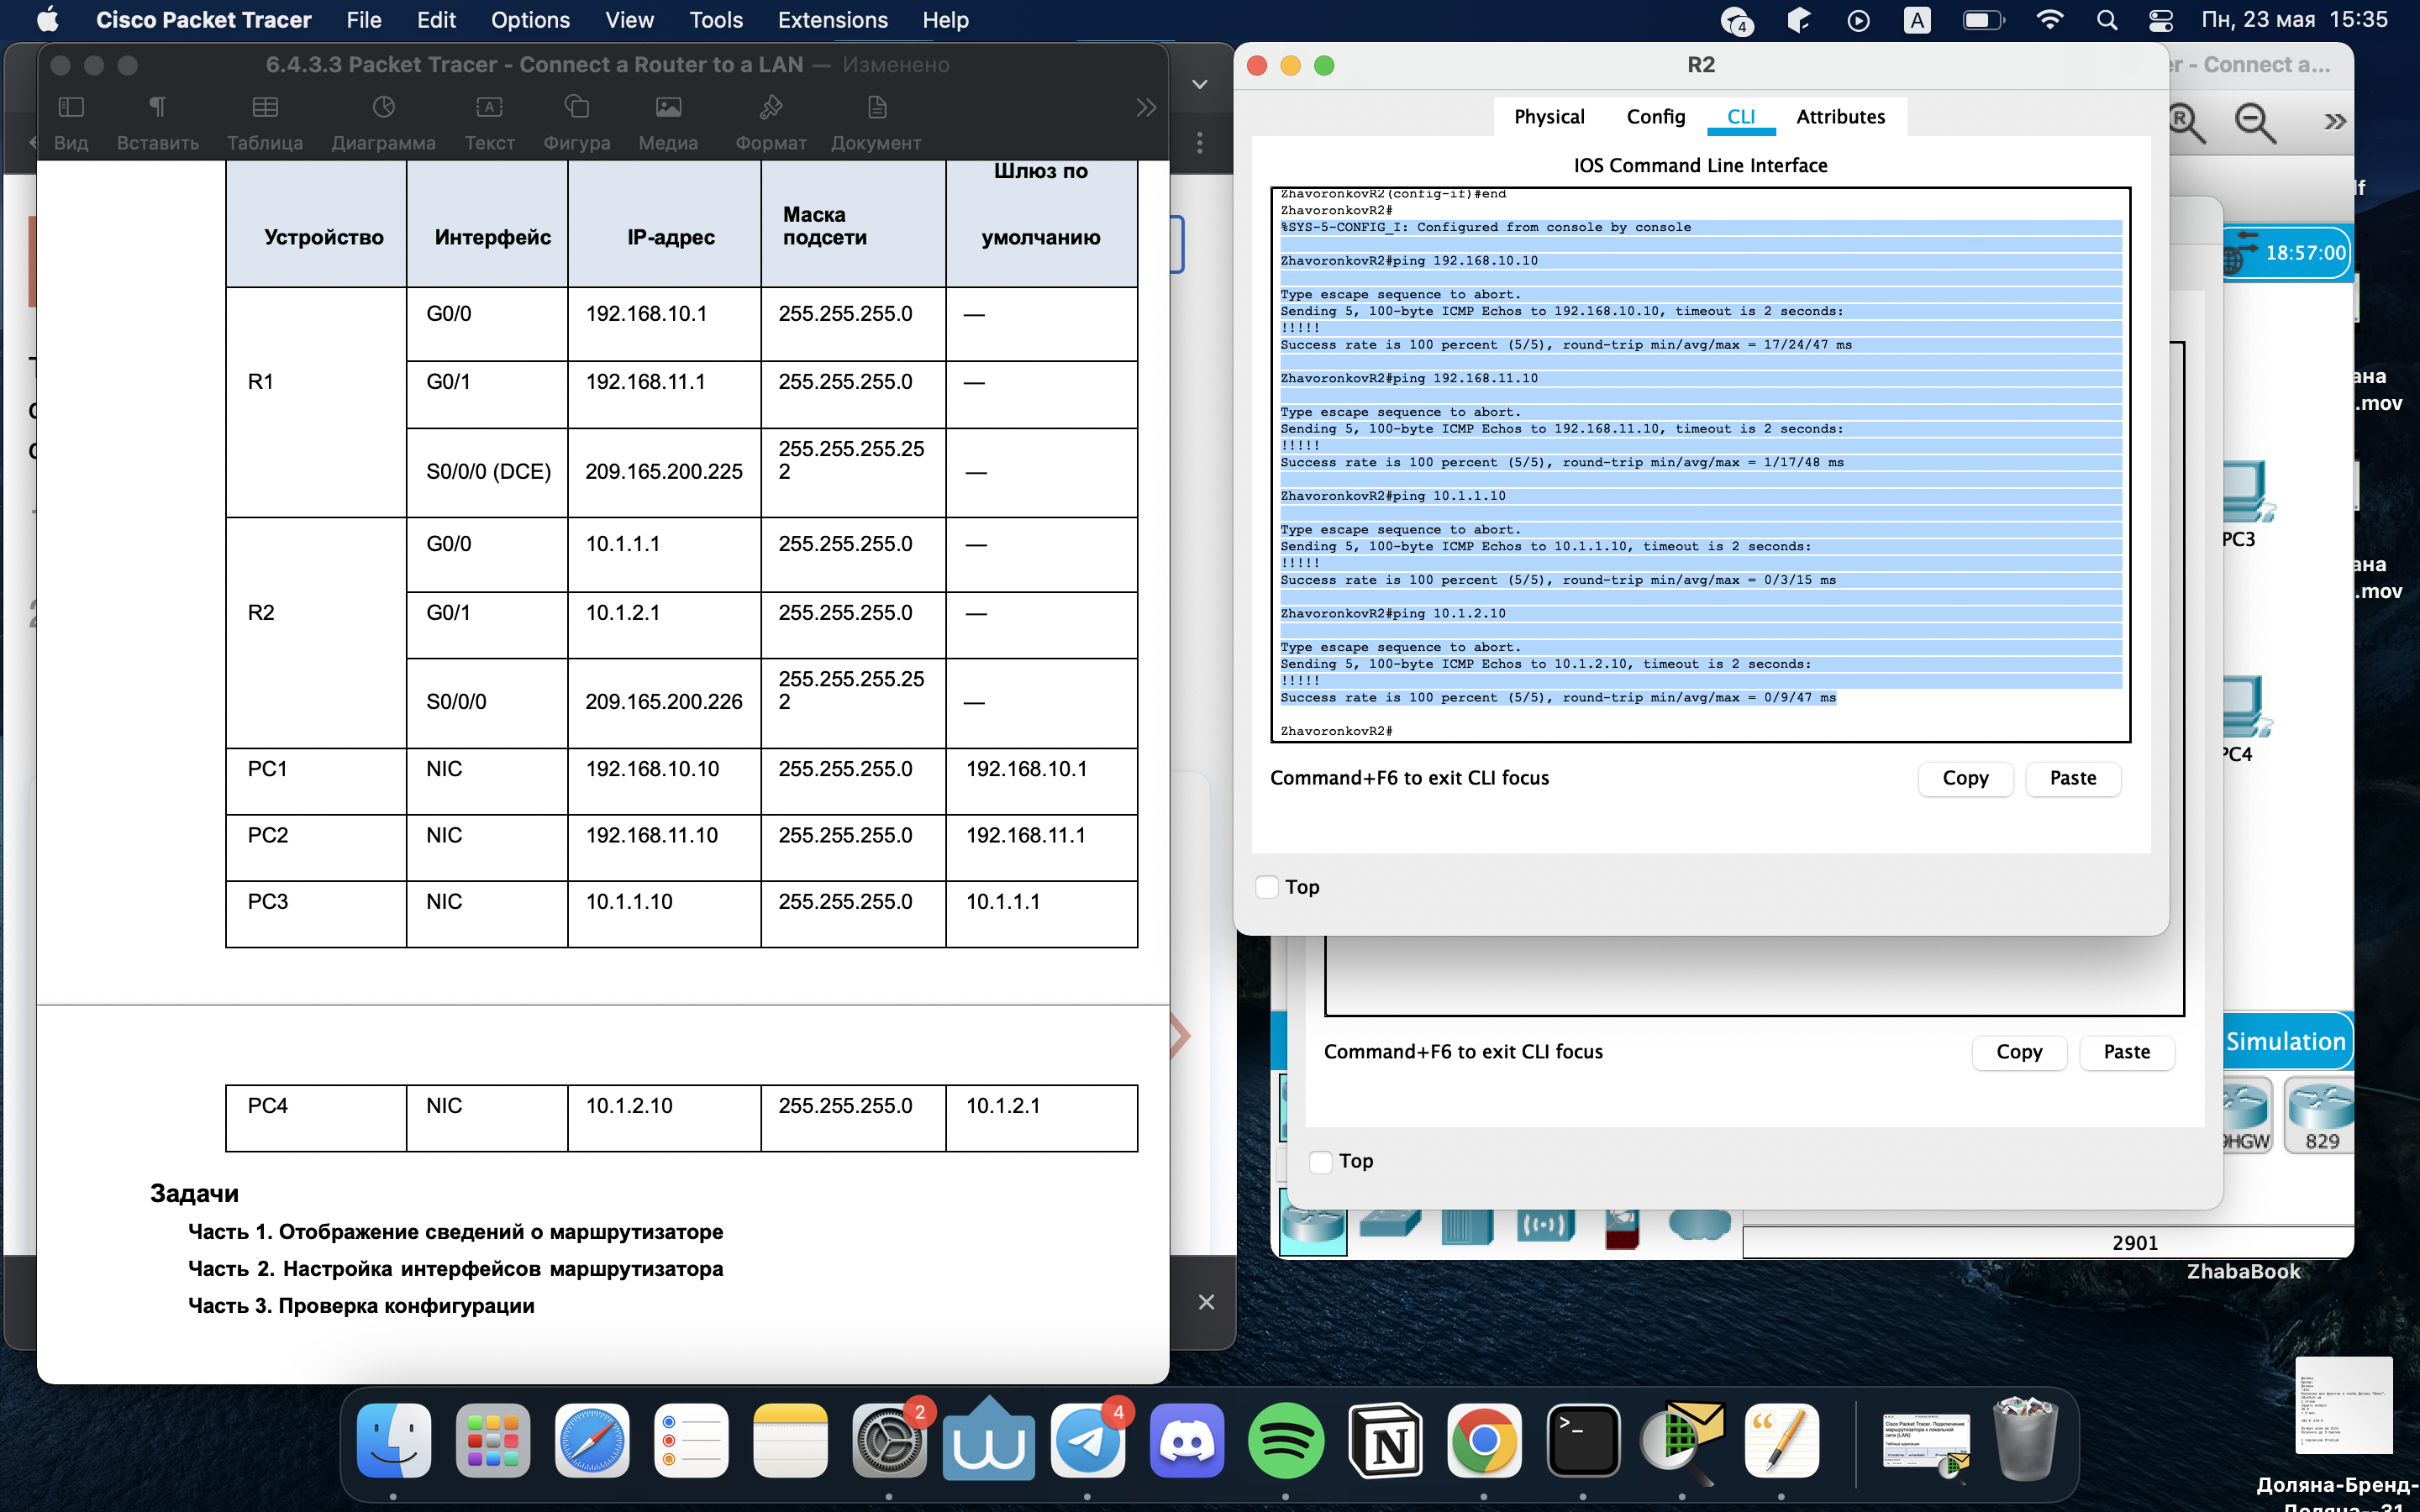 Cisco Packet Tracer File Edit Options View Tools Extensions Help
4 A Пн, 23 мая 15:35
6.4.3.3 Packet Tracer - Connect a Router to a LAN — Изменено
Вид Вставить Таблица Диаграмма Текст Фигура Медиа Формат Документ
Устройство Интерфейс IP-адрес Маска подсети Шлюз по умолчанию
R1 G0/0 192.168.10.1 255.255.255.0 —
G0/1 192.168.11.1 255.255.255.0 —
S0/0/0 (DCE) 209.165.200.225 255.255.255.25
2 —
R2 G0/0 10.1.1.1 255.255.255.0 —
G0/1 10.1.2.1 255.255.255.0 —
S0/0/0 209.165.200.226 255.255.255.25
2 —
PC1 NIC 192.168.10.10 255.255.255.0 192.168.10.1
PC2 NIC 192.168.11.10 255.255.255.0 192.168.11.1
PC3 NIC 10.1.1.10 255.255.255.0 10.1.1.1
PC4 NIC 10.1.2.10 255.255.255.0 10.1.2.1
Задачи
Часть 1. Отображение сведений о маршрутизаторе
Часть 2. Настройка интерфейсов маршрутизатора
Часть 3. Проверка конфигурации
R2
Physical Config CLI Attributes
IOS Command Line Interface
ZhavoronkovR2(config-if)#end
ZhavoronkovR2#
%SYS-5-CONFIG_I: Configured from console by console
ZhavoronkovR2#ping 192.168.10.10
Type escape sequence to abort.
Sending 5, 100-byte ICMP Echos to 192.168.10.10, timeout is 2 seconds:
!!!!!
Success rate is 100 percent (5/5), round-trip min/avg/max = 17/24/47 ms
ZhavoronkovR2#ping 192.168.11.10
Type escape sequence to abort.
Sending 5, 100-byte ICMP Echos to 192.168.11.10, timeout is 2 seconds:
!!!!!
Success rate is 100 percent (5/5), round-trip min/avg/max = 1/17/48 ms
ZhavoronkovR2#ping 10.1.1.10
Type escape sequence to abort.
Sending 5, 100-byte ICMP Echos to 10.1.1.10, timeout is 2 seconds:
!!!!!
Success rate is 100 percent (5/5), round-trip min/avg/max = 0/3/15 ms
ZhavoronkovR2#ping 10.1.2.10
Type escape sequence to abort.
Sending 5, 100-byte ICMP Echos to 10.1.2.10, timeout is 2 seconds:
!!!!!
Success rate is 100 percent (5/5), round-trip min/avg/max = 0/9/47 ms
ZhavoronkovR2#
Command+F6 to exit CLI focus Copy Paste
Top
Command+F6 to exit CLI focus Copy Paste
Top
er - Connect a...
18:57:00
PC3
PC4
.mov
.mov
Simulation
829
2901
ZhabaBook
2
4
Доляна-Бренд-